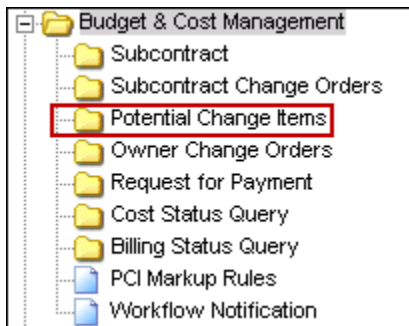 Budget & Cost Management
Subcontract
Subcontract Change Orders
Potential Change Items
Owner Change Orders
Request for Payment
Cost Status Query
Billing Status Query
PCI Markup Rules
Workflow Notification